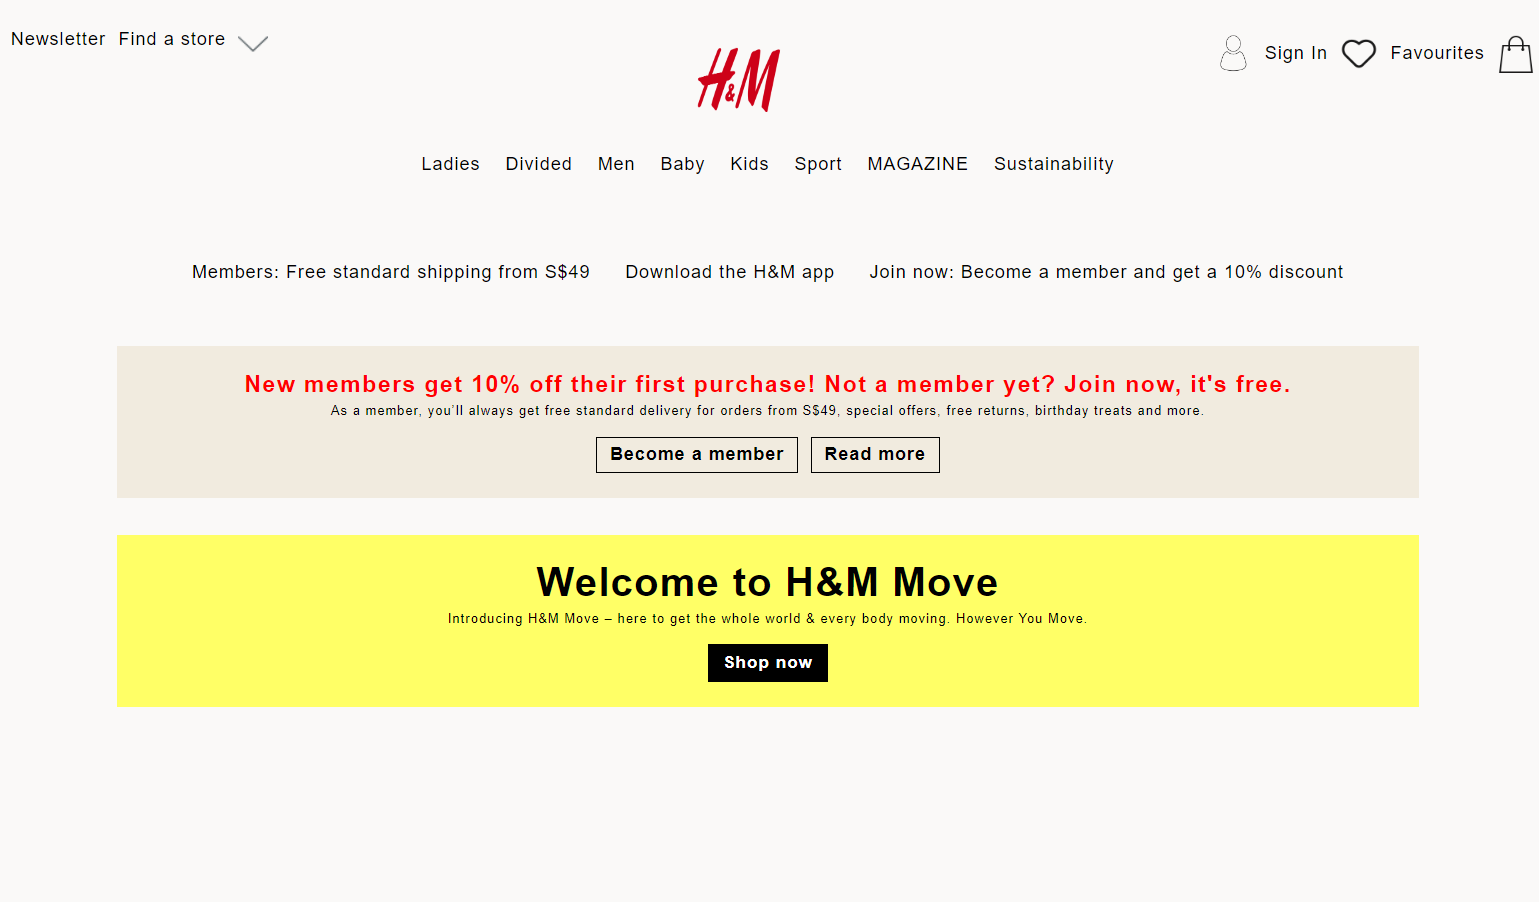 Newsletter Find a store
H&M
Sign In Favourites
Ladies Divided Men Baby Kids Sport MAGAZINE Sustainability
Members: Free standard shipping from S$49 Download the H&M app Join now: Become a member and get a 10% discount
New members get 10% off their first purchase! Not a member yet? Join now, it's free.
As a member, you'll always get free standard delivery for orders from S$49, special offers, free returns, birthday treats and more.
Become a member Read more
Welcome to H&M Move
Introducing H&M Move – here to get the whole world & every body moving. However You Move.
Shop now